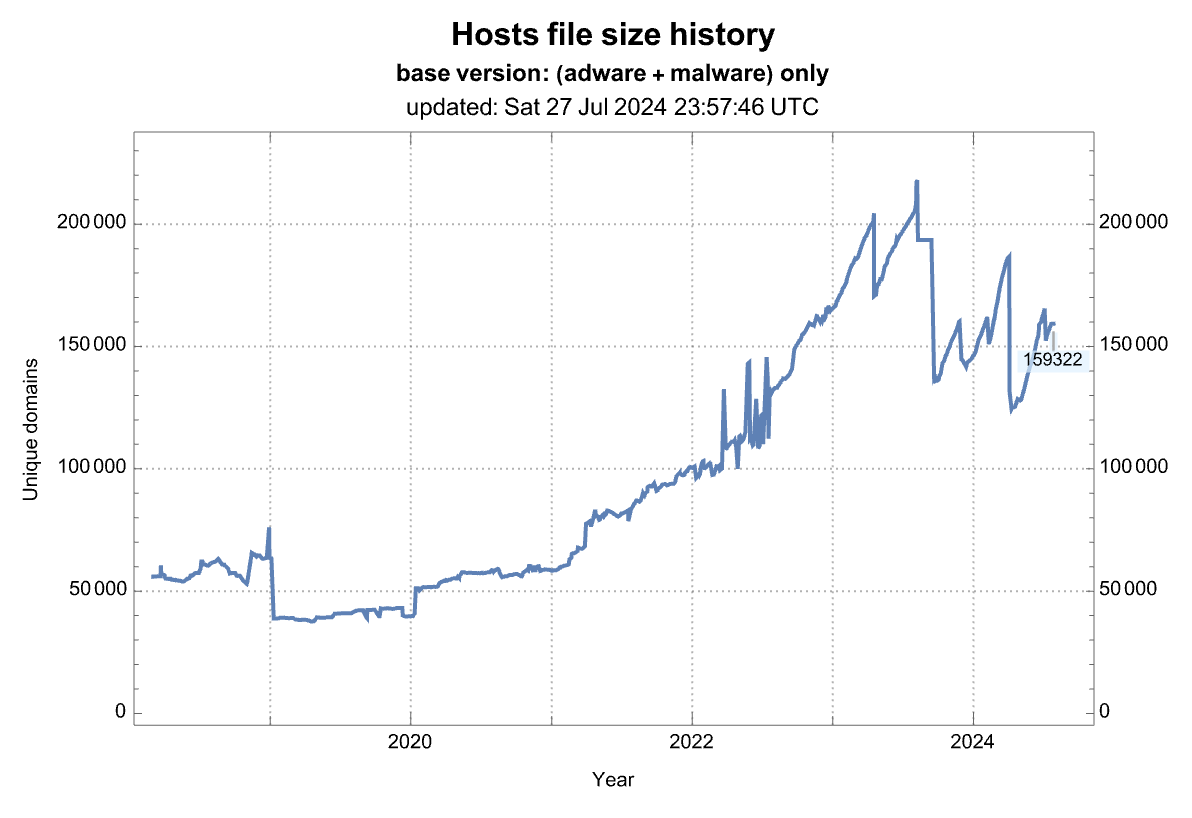 Hosts file size history
base version: (adware + malware) only
updated: Sat 27 Jul 2024 23:57:46 UTC
200 000
200 000
150 000
150 000
159322
100 000
100 000
50 000
50 000
0
0
Unique domains
2020
2022
2024
Year